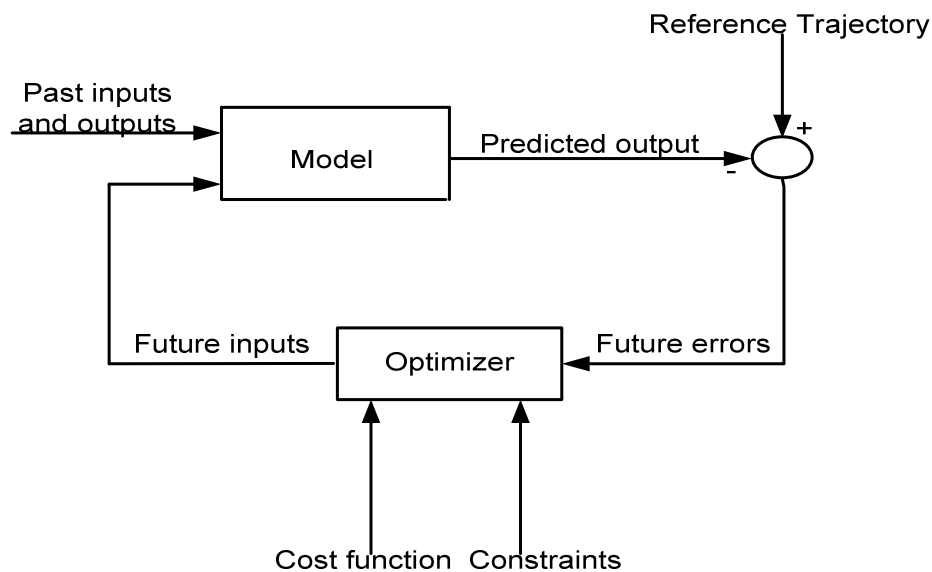 Reference Trajectory
Past inputs
and outputs
+
Model
Predicted output
-
Future inputs
Optimizer
Future errors
Cost function
Constraints